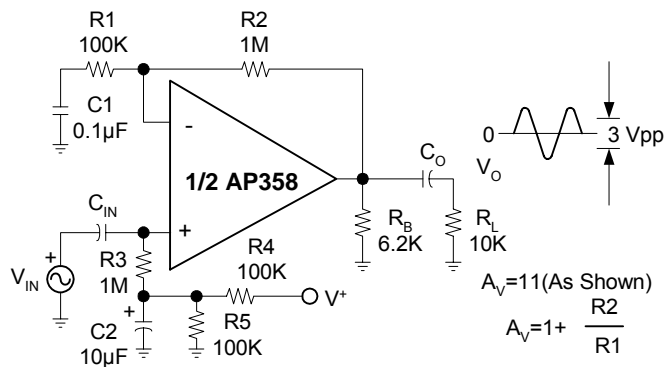 R1
100K
R2
1M
C1
0.1µF
-
1/2 AP358
+
C_IN
+
V_IN
R3
1M
R4
100K
V⁺
+
C2
10µF
R5
100K
C_O
R_B
6.2K
R_L
10K
0
V_O
3 Vpp
A_V=11(As Shown)
A_V=1+ R2
R1